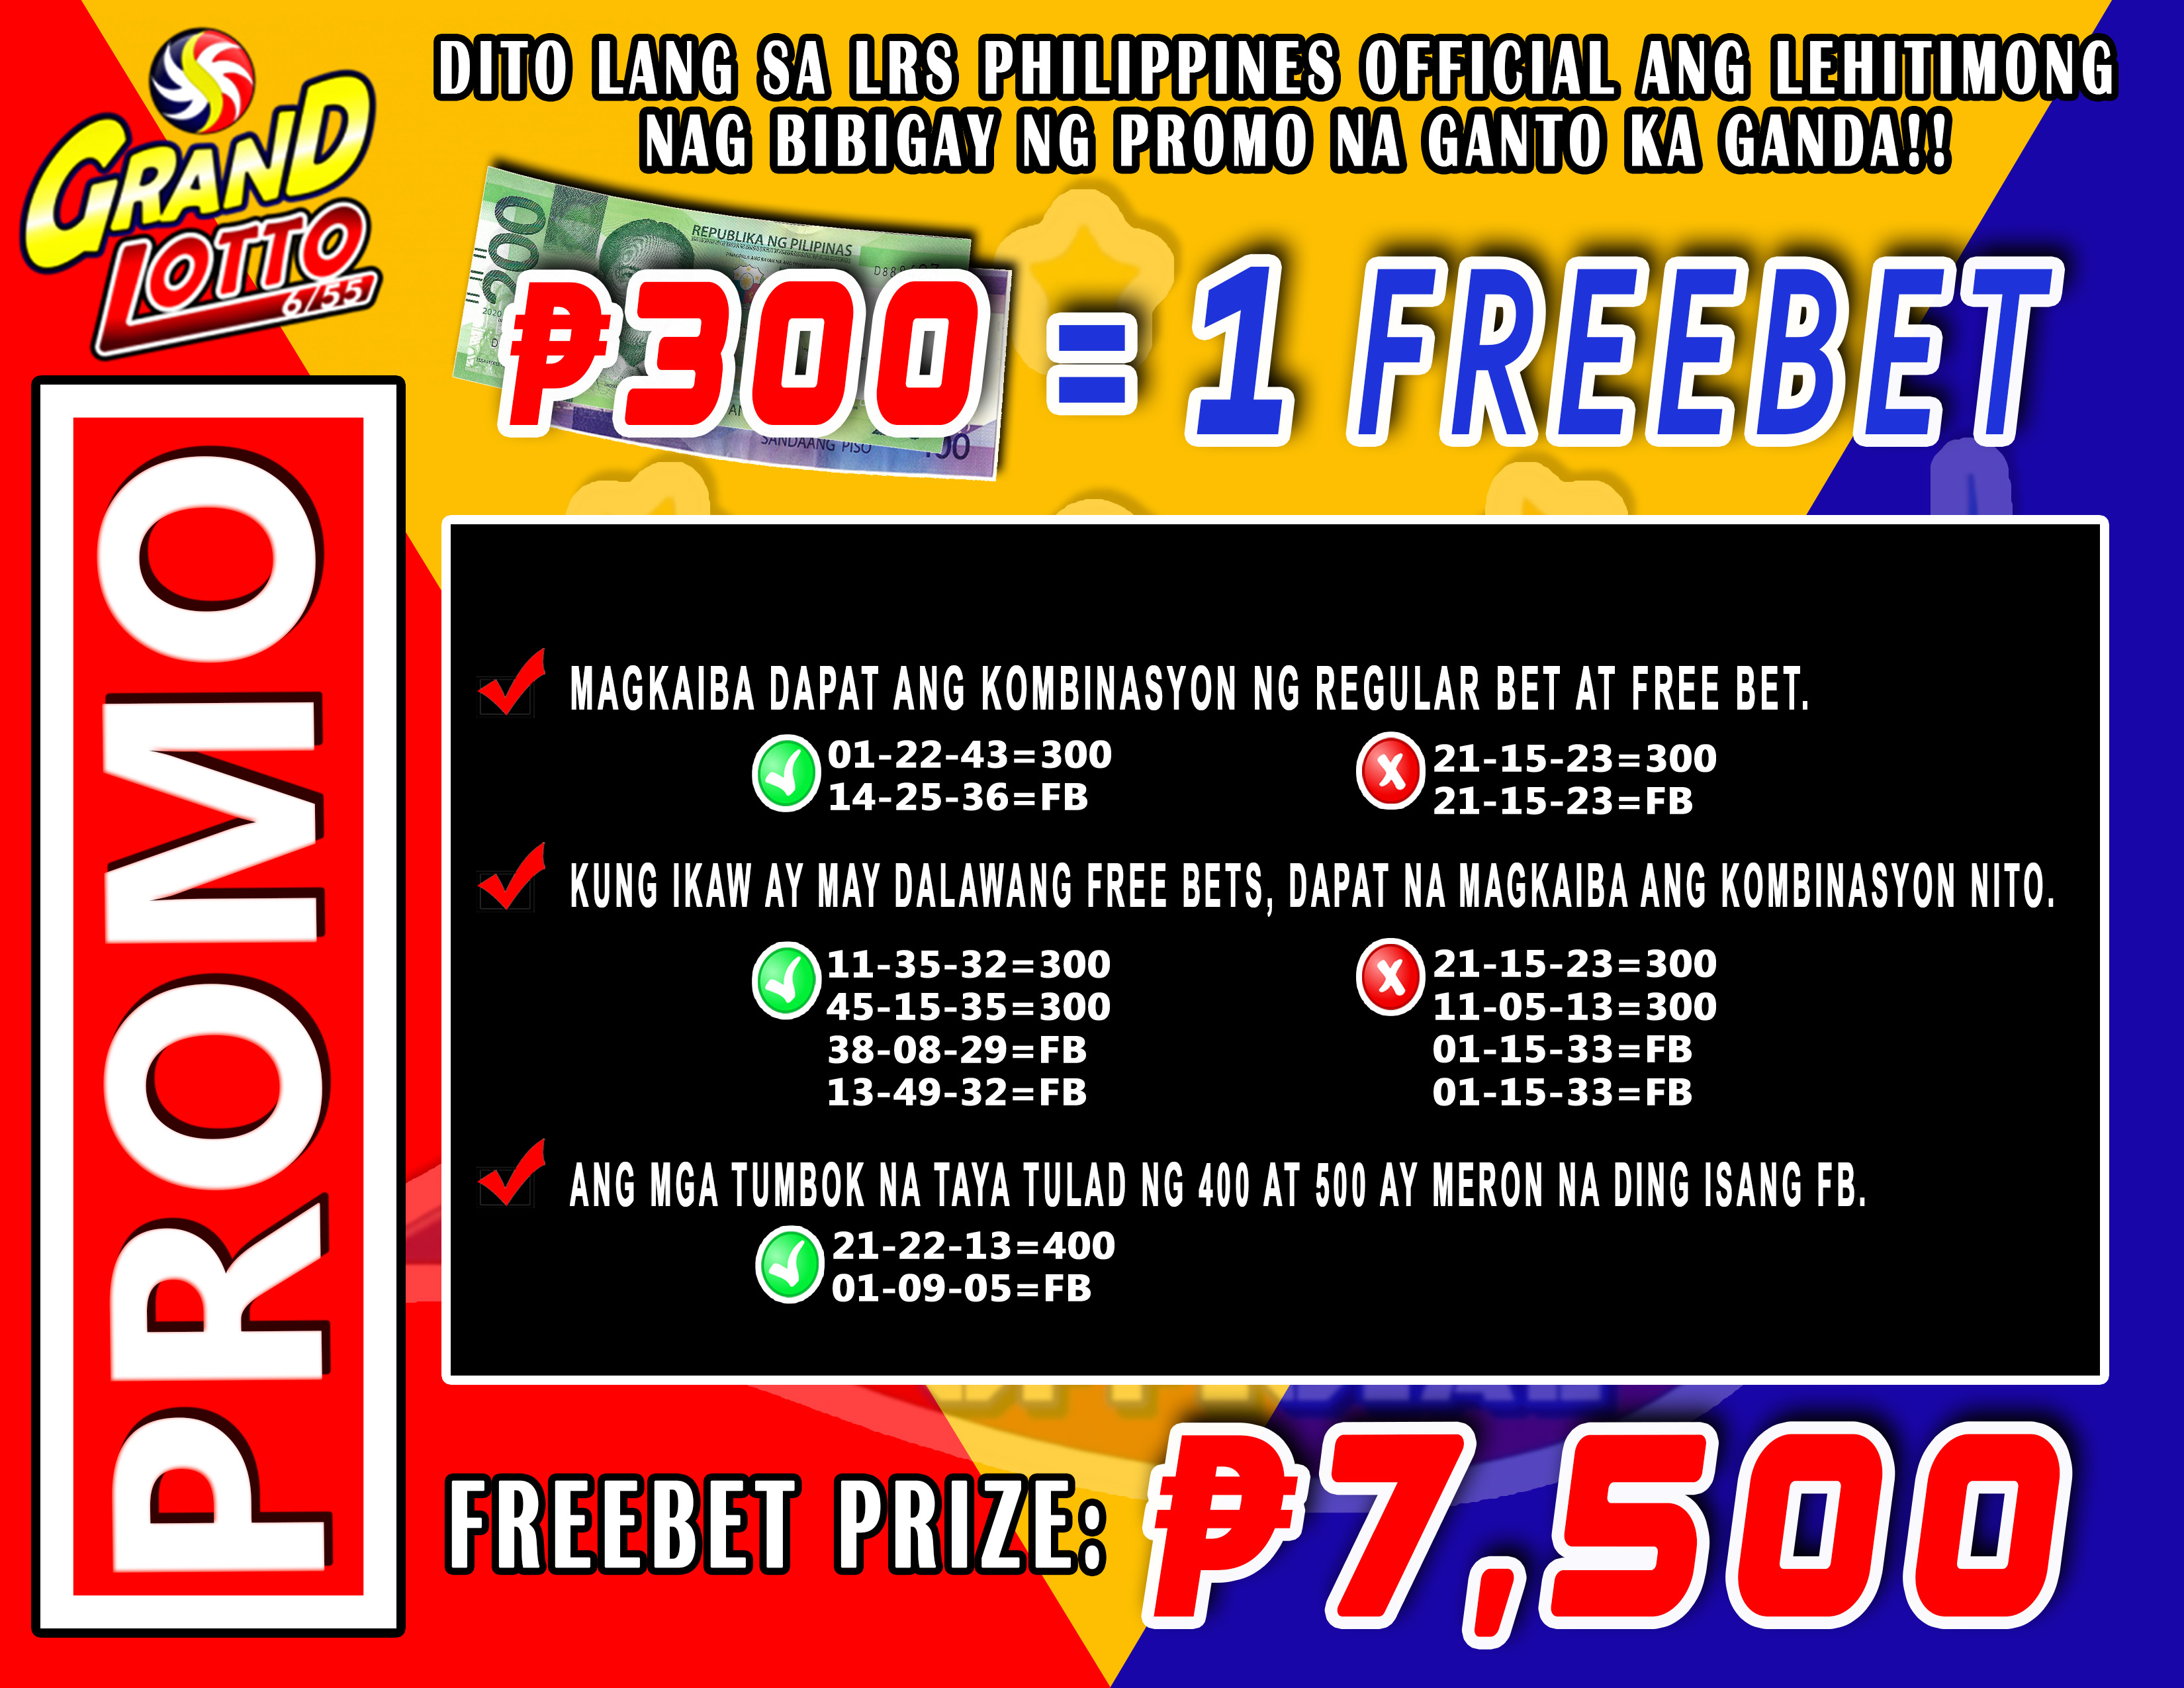 GRAND
LOTTO
6/55
DITO LANG SA LRS PHILIPPINES OFFICIAL ANG LEHITIMONG
NAG BIBIGAY NG PROMO NA GANTO KA GANDA!!
REPUBLIKA NG PILIPINAS
₱300 = 1 FREEBET
SANDAANG PISO
PROMO
MAGKAIBA DAPAT ANG KOMBINASYON NG REGULAR BET AT FREE BET.
01-22-43=300
14-25-36=FB
21-15-23=300
21-15-23=FB
KUNG IKAW AY MAY DALAWANG FREE BETS, DAPAT NA MAGKAIBA ANG KOMBINASYON NITO.
11-35-32=300
45-15-35=300
38-08-29=FB
13-49-32=FB
21-15-23=300
11-05-13=300
01-15-33=FB
01-15-33=FB
ANG MGA TUMBOK NA TAYA TULAD NG 400 AT 500 AY MERON NA DING ISANG FB.
21-22-13=400
01-09-05=FB
FREEBET PRIZE: ₱7,500